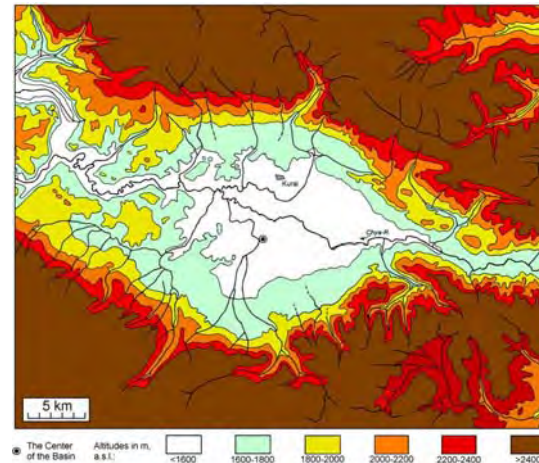 Kurai
Chya-R.
5 km
The Center
of the Basin
Altitudes in m,
a.s.l.:
<1600
1600-1800
1800-2000
2000-2200
2200-2400
>2400